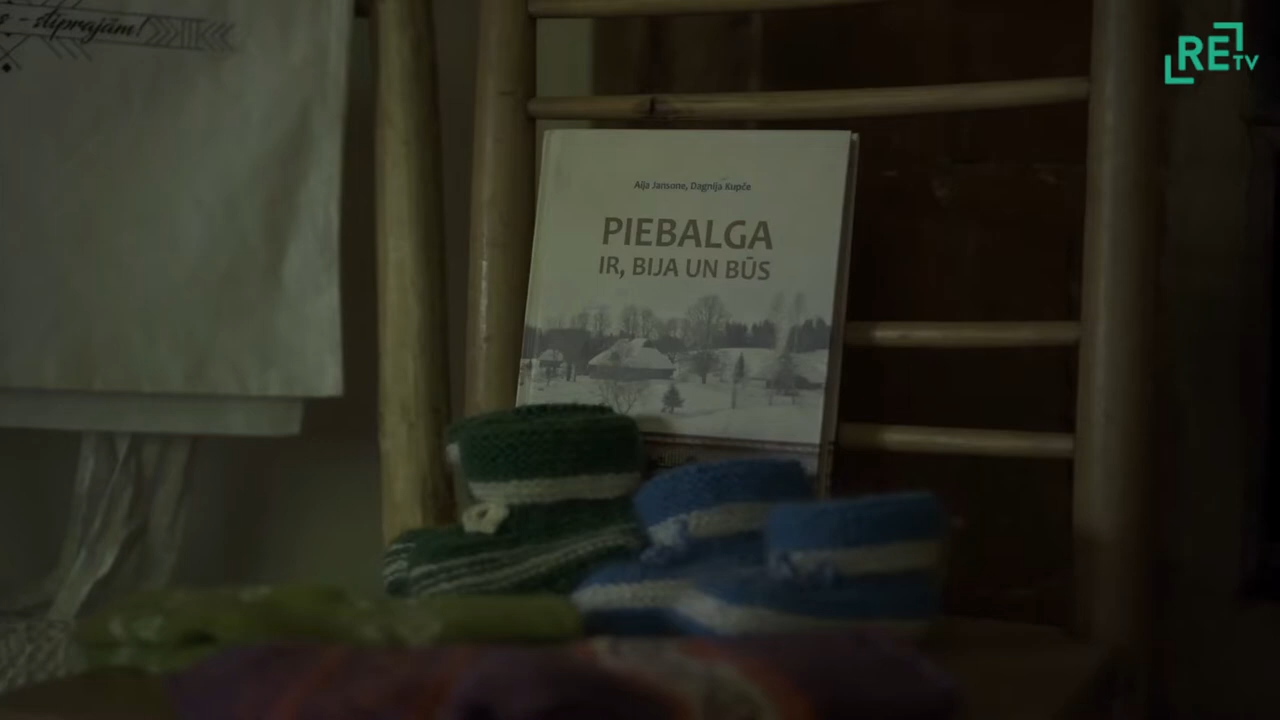 - stiprajām!
RE TV
Aija Jansone, Dagnija Kupče
PIEBALGA
IR, BIJA UN BŪS